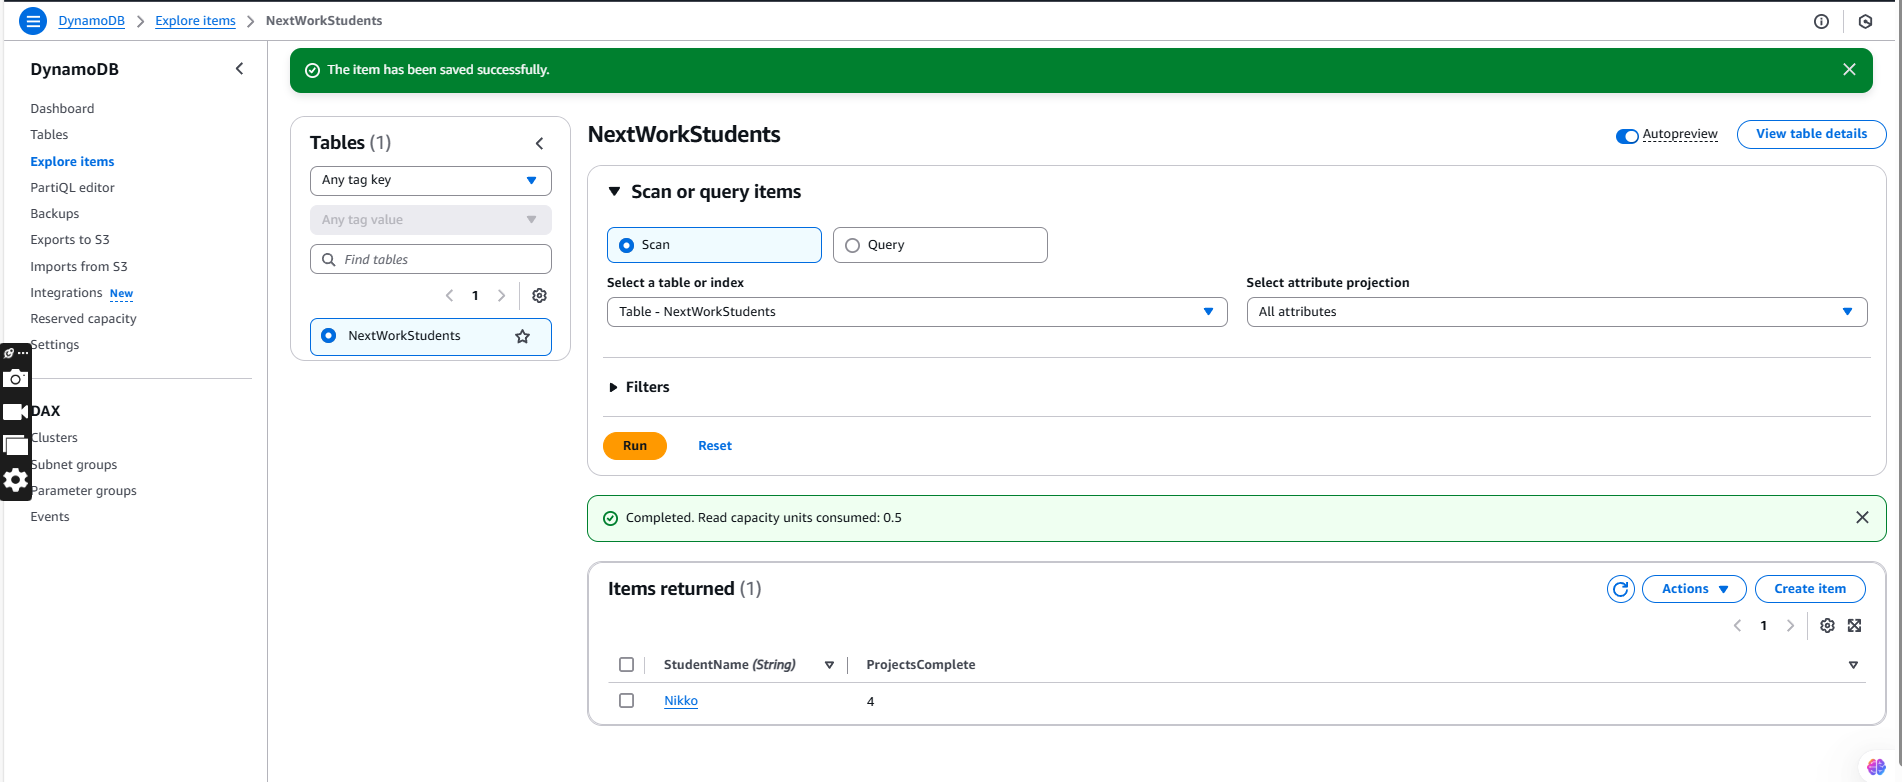 DynamoDB
Explore items
NextWorkStudents
DynamoDB
Dashboard
Tables
Explore items
PartiQL editor
Backups
Exports to S3
Imports from S3
Integrations New
Reserved capacity
Settings
DAX
Clusters
Subnet groups
Parameter groups
Events
The item has been saved successfully.
Tables (1)
Any tag key
Any tag value
Find tables
1
NextWorkStudents
NextWorkStudents
Autopreview
View table details
Scan or query items
Scan
Query
Select a table or index
Table - NextWorkStudents
Select attribute projection
All attributes
Filters
Run
Reset
Completed. Read capacity units consumed: 0.5
Items returned (1)
Actions
Create item
1
StudentName (String)
ProjectsComplete
Nikko
4